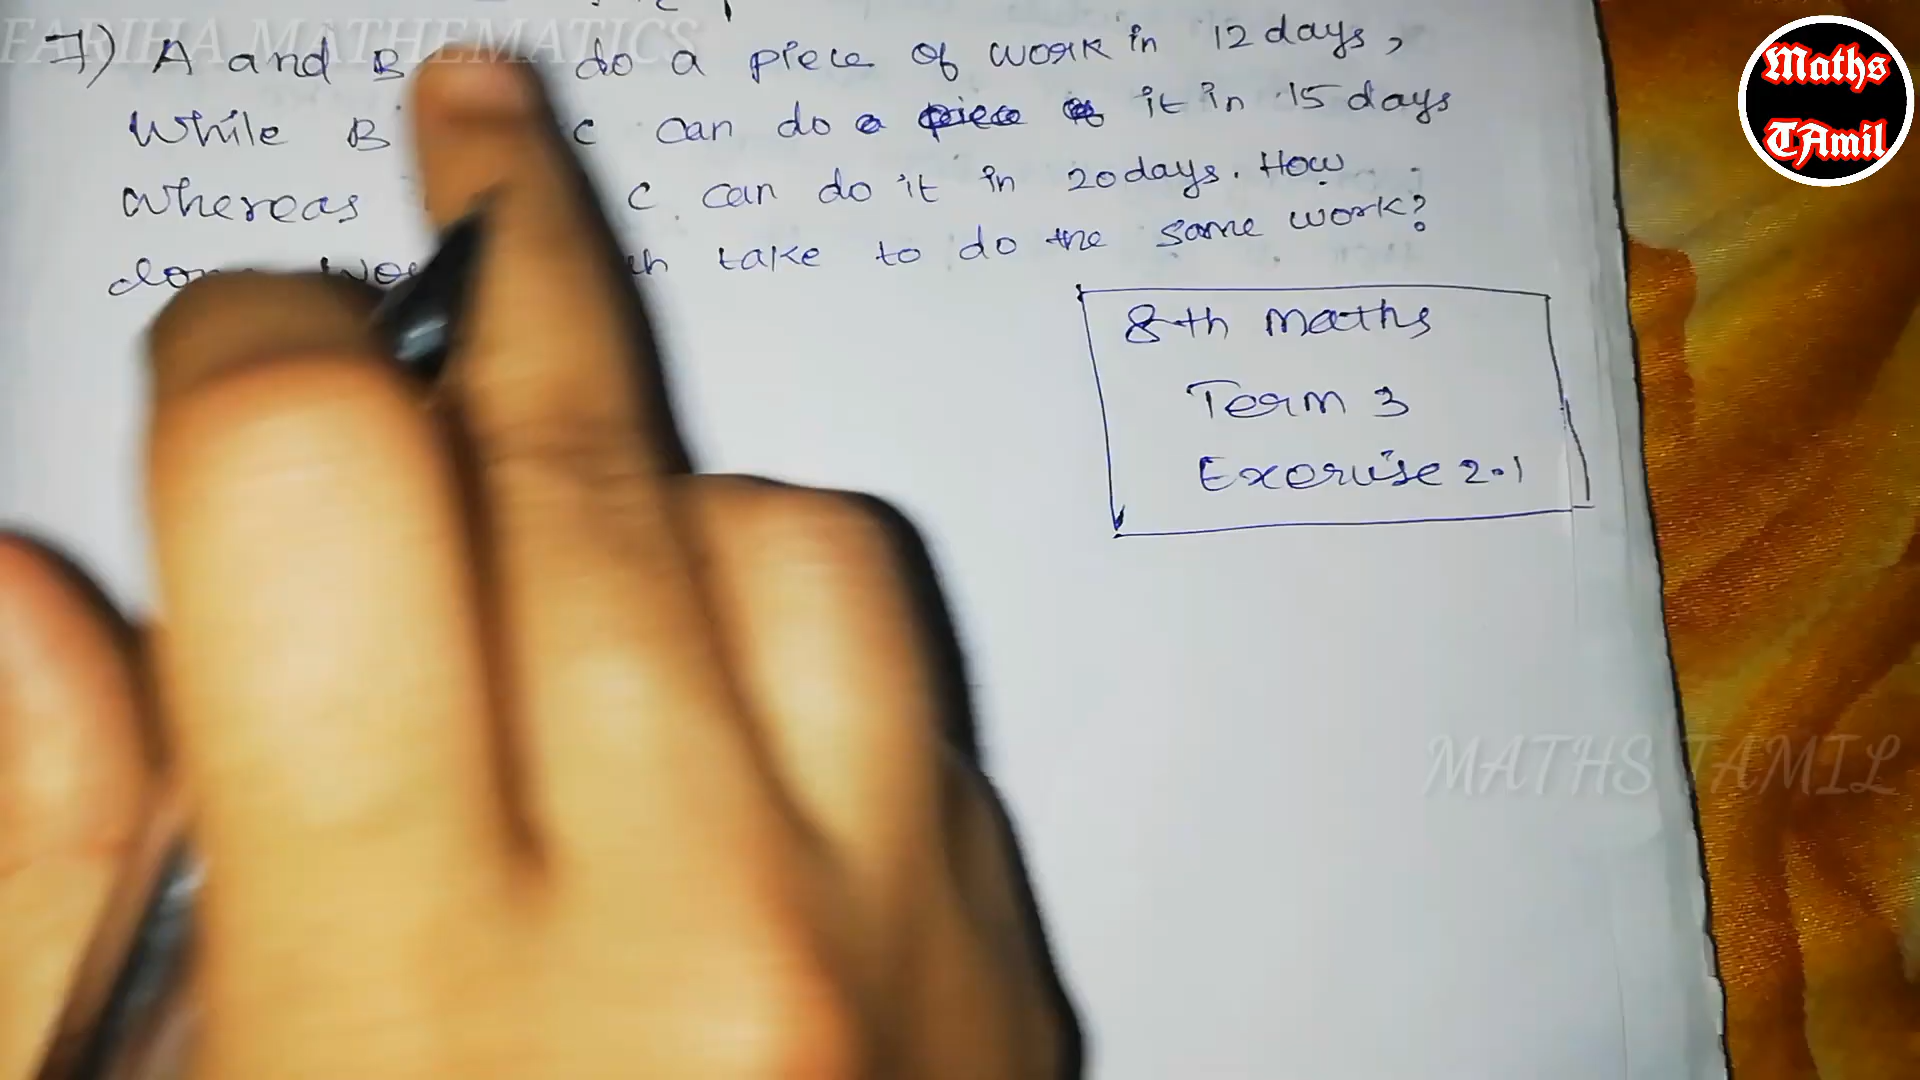 FARIHA MATHEMATICS
7) A and B do a piece of work in 12 days,
While B C can do a piece of it in 15 days
Whereas C can do it in 20 days. How
take to do the same work?
8th maths
Term 3
Exercise 2.1
Maths
TAmil
MATHS TAMIL